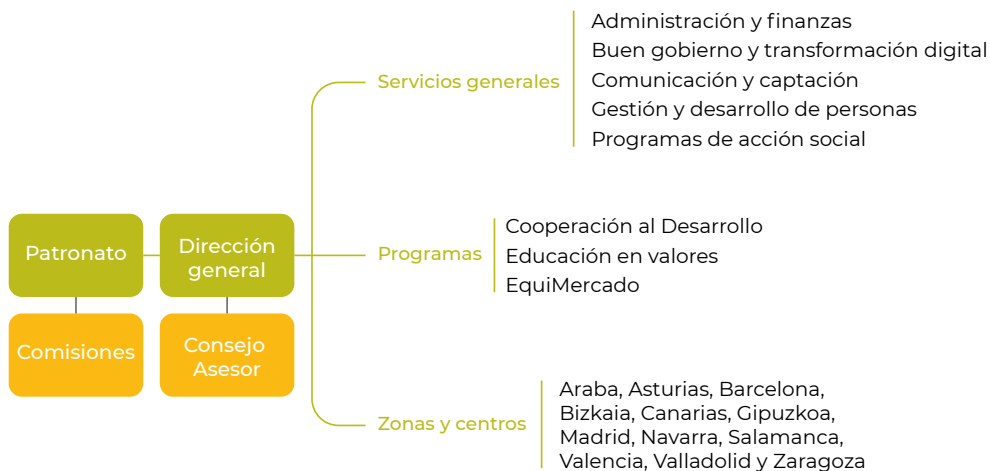 Patronato
Comisiones
Dirección
general
Consejo
Asesor
Servicios generales
Administración y finanzas
Buen gobierno y transformación digital
Comunicación y captación
Gestión y desarrollo de personas
Programas de acción social
Programas
Cooperación al Desarrollo
Educación en valores
EquiMercado
Zonas y centros
Araba, Asturias, Barcelona,
Bizkaia, Canarias, Gipuzkoa,
Madrid, Navarra, Salamanca,
Valencia, Valladolid y Zaragoza